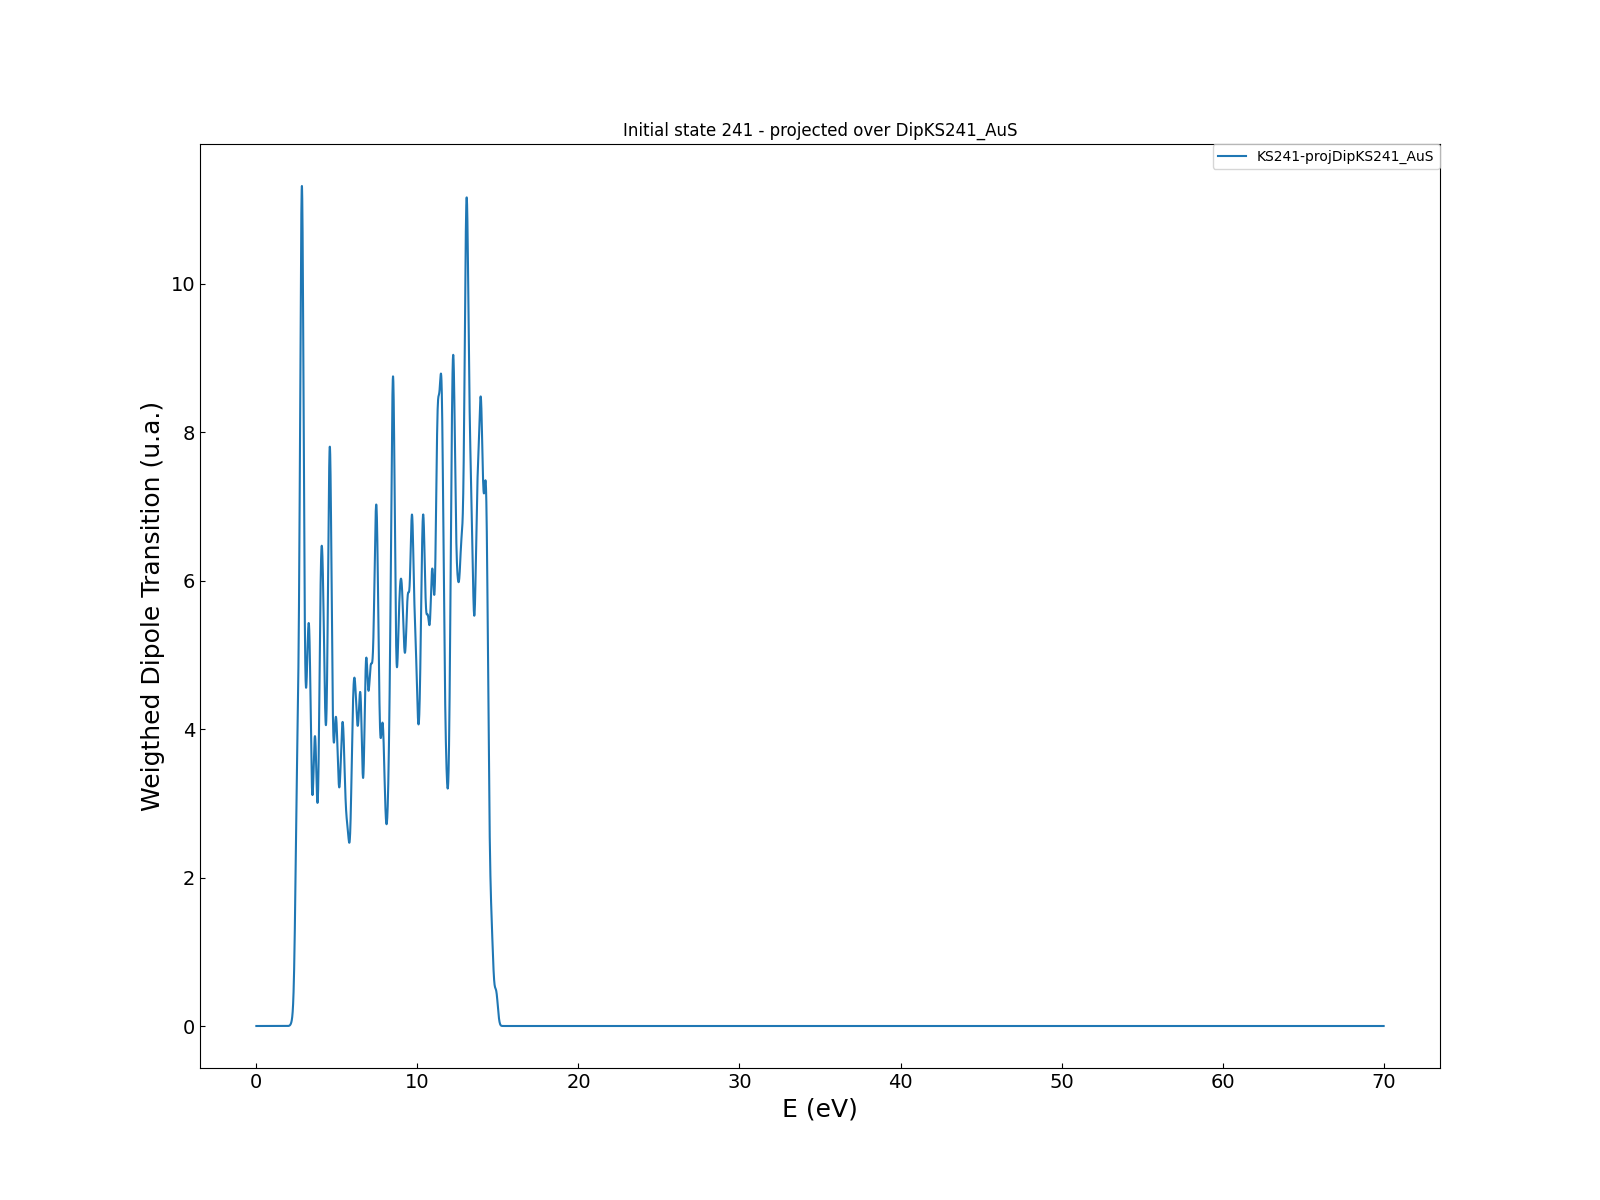 Initial state 241 - projected over DipKS241_AuS
KS241-projDipKS241_AuS
Weigthed Dipole Transition (u.a.)
10
8
6
4
2
0
0 10 20 30 40 50 60 70
E (eV)